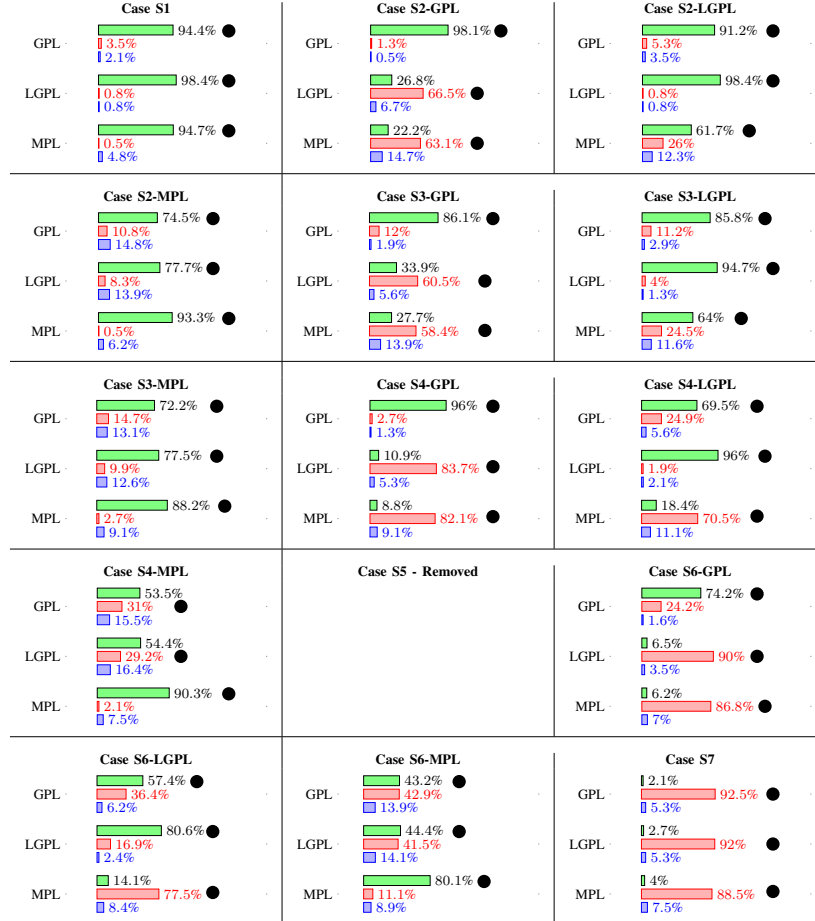 Case S1
GPL
94.4%
3.5%
2.1%
LGPL
98.4%
0.8%
0.8%
MPL
94.7%
0.5%
4.8%
Case S2-GPL
98.1%
1.3%
0.5%
LGPL
26.8%
66.5%
6.7%
MPL
22.2%
63.1%
14.7%
Case S2-LGPL
GPL
91.2%
5.3%
3.5%
LGPL
98.4%
0.8%
0.8%
MPL
61.7%
26%
12.3%
Case S2-MPL
GPL
74.5%
10.8%
14.8%
LGPL
77.7%
8.3%
13.9%
MPL
93.3%
0.5%
6.2%
Case S3-GPL
GPL
86.1%
12%
1.9%
LGPL
33.9%
60.5%
5.6%
MPL
27.7%
58.4%
13.9%
Case S3-LGPL
GPL
85.8%
11.2%
2.9%
LGPL
94.7%
4%
1.3%
MPL
64%
24.5%
11.6%
Case S3-MPL
GPL
72.2%
14.7%
13.1%
LGPL
77.5%
9.9%
12.6%
MPL
88.2%
2.7%
9.1%
Case S4-GPL
GPL
96%
2.7%
1.3%
LGPL
10.9%
83.7%
5.3%
MPL
8.8%
82.1%
9.1%
Case S4-LGPL
GPL
69.5%
24.9%
5.6%
LGPL
96%
1.9%
2.1%
MPL
18.4%
70.5%
11.1%
Case S4-MPL
GPL
53.5%
31%
15.5%
LGPL
54.4%
29.2%
16.4%
MPL
90.3%
2.1%
7.5%
Case S5 - Removed
Case S6-GPL
GPL
74.2%
24.2%
1.6%
LGPL
6.5%
90%
3.5%
MPL
6.2%
86.8%
7%
Case S6-LGPL
GPL
57.4%
36.4%
6.2%
LGPL
80.6%
16.9%
2.4%
MPL
14.1%
77.5%
8.4%
Case S6-MPL
GPL
43.2%
42.9%
13.9%
LGPL
44.4%
41.5%
14.1%
MPL
80.1%
11.1%
8.9%
Case S7
GPL
2.1%
92.5%
5.3%
LGPL
2.7%
92%
5.3%
MPL
4%
88.5%
7.5%